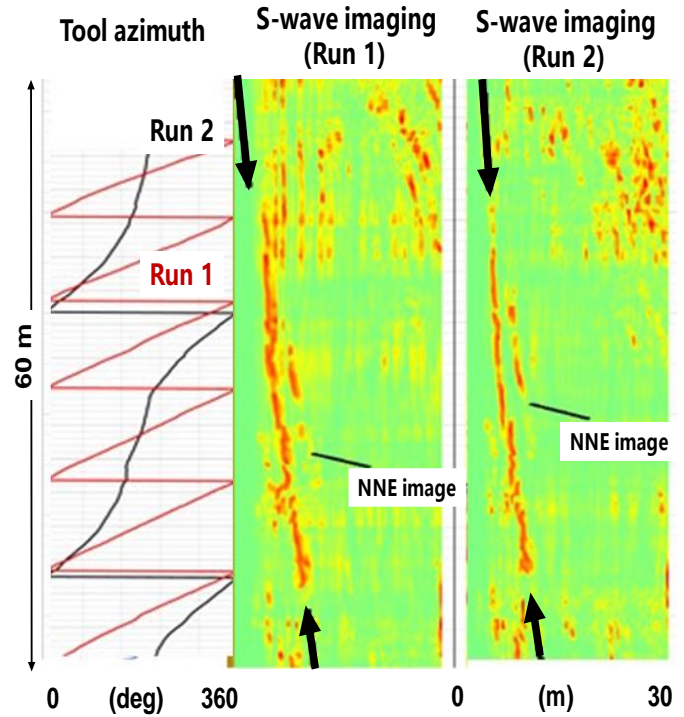 Tool azimuth
S-wave imaging
(Run 1)
S-wave imaging
(Run 2)
Run 2
Run 1
60 m
NNE image
NNE image
0 (deg) 360
0 (m) 30